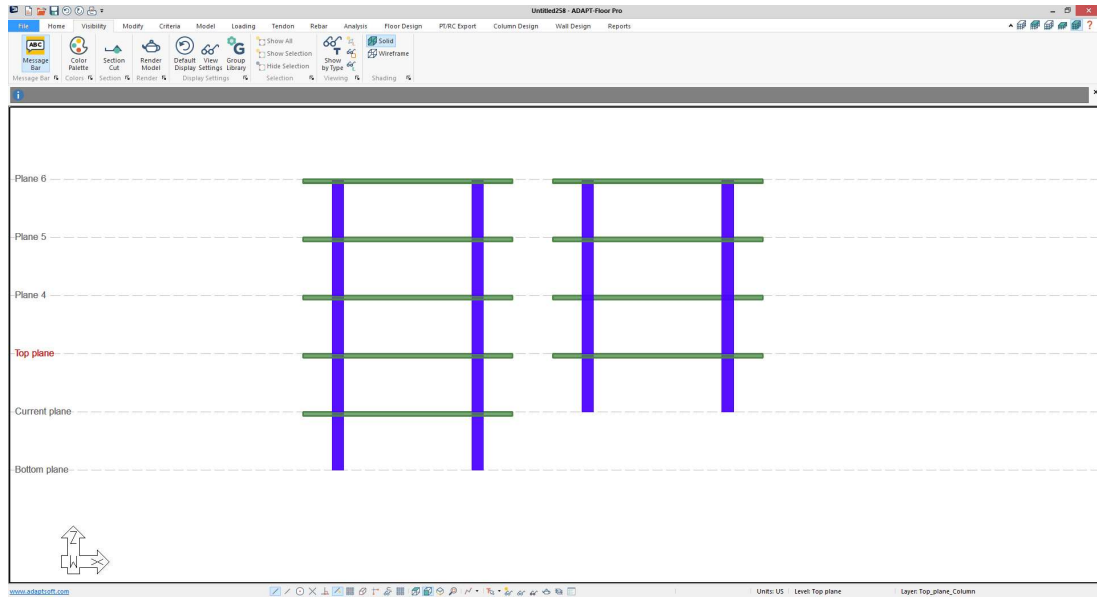 Untitled258 - ADAPT-Floor Pro
File Home Visibility Modify Criteria Model Loading Tendon Rebar Analysis Floor Design PT/RC Export Column Design Wall Design Reports
ABC
Message Bar
Color Palette
Section Cut
Render Model
Default Display
View Settings
Group Library
Show All
Show Selection
Hide Selection
Show by Type
Solid
Wireframe
Message Bar Colors Section Render Display Settings Selection Viewing Shading
Plane 6
Plane 5
Plane 4
Top plane
Current plane
Bottom plane
Z
W X
www.adaptsoft.com
Units: US Level: Top plane Layer: Top_plane_Column